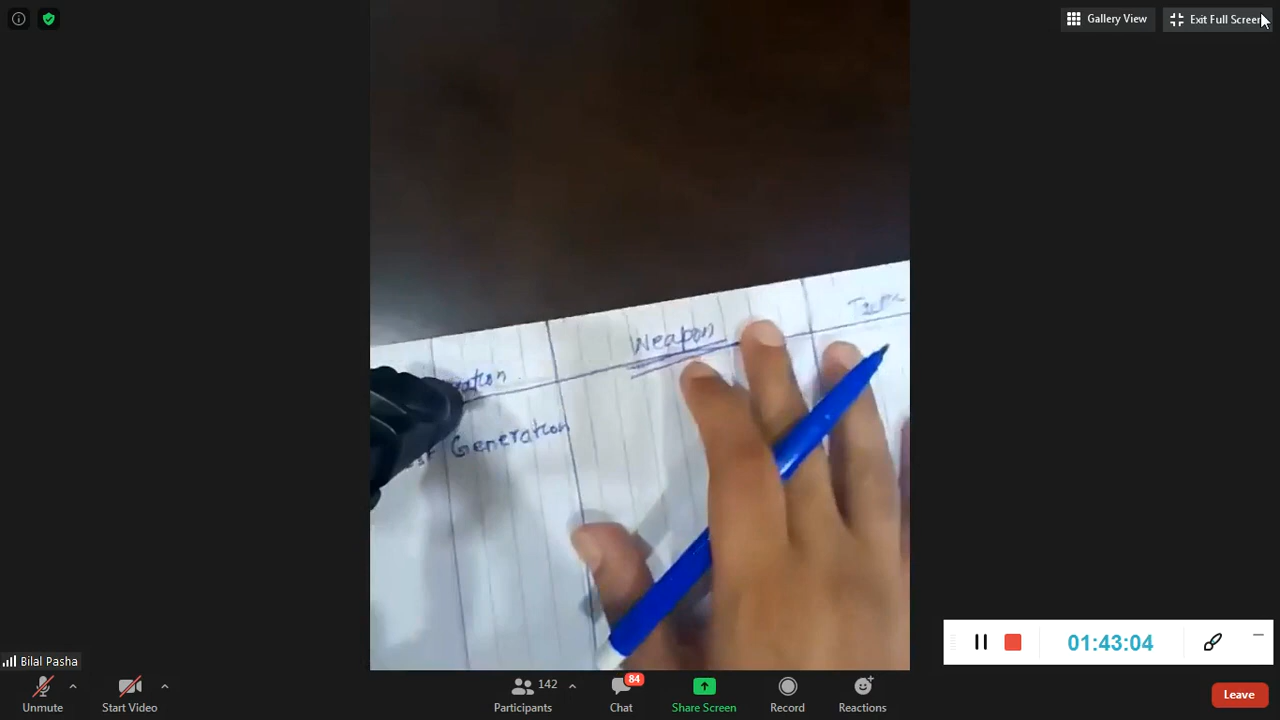 Gallery View
Exit Full Screen
Weapon
Generation
Bilal Pasha
01:43:04
Unmute
Start Video
142
Participants
84
Chat
Share Screen
Record
Reactions
Leave